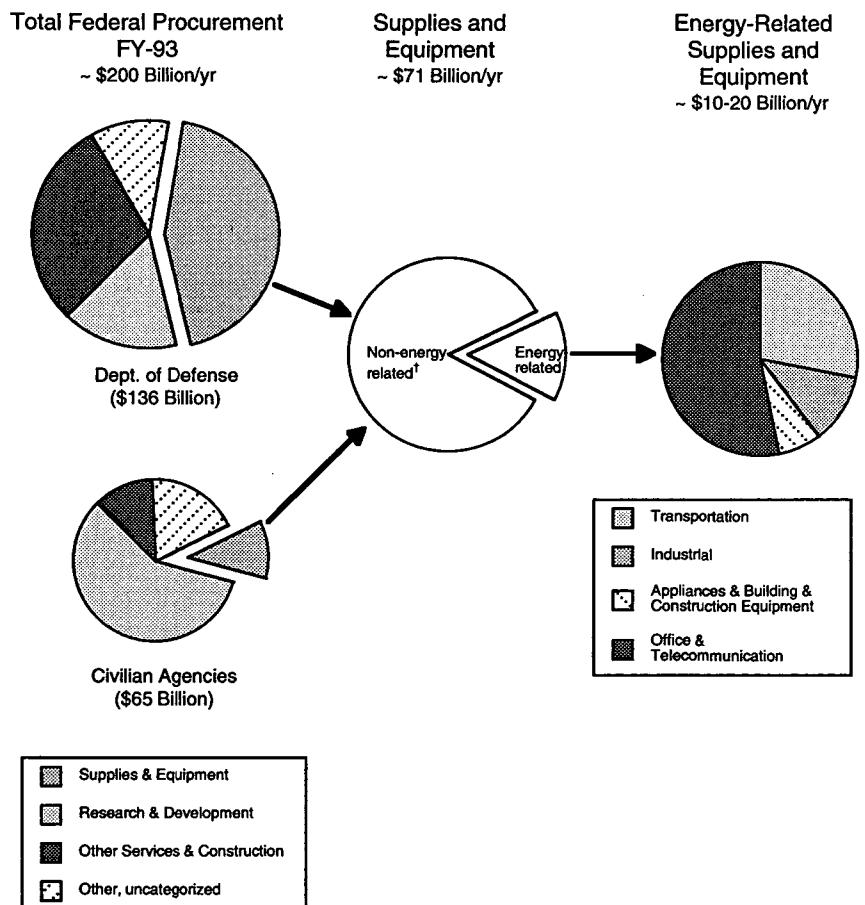 Total Federal Procurement
FY-93
~ $200 Billion/yr
Supplies and
Equipment
~ $71 Billion/yr
Energy-Related
Supplies and
Equipment
~ $10-20 Billion/yr
Dept. of Defense
($136 Billion)
Non-energy
related†
Energy
related
Civilian Agencies
($65 Billion)
Transportation
Industrial
Appliances & Building &
Construction Equipment
Office &
Telecommunication
Supplies & Equipment
Research & Development
Other Services & Construction
Other, uncategorized